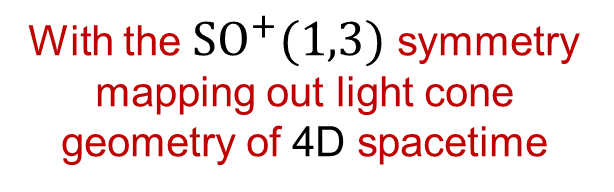 With the SO⁺(1,3) symmetry
mapping out light cone
geometry of 4D spacetime